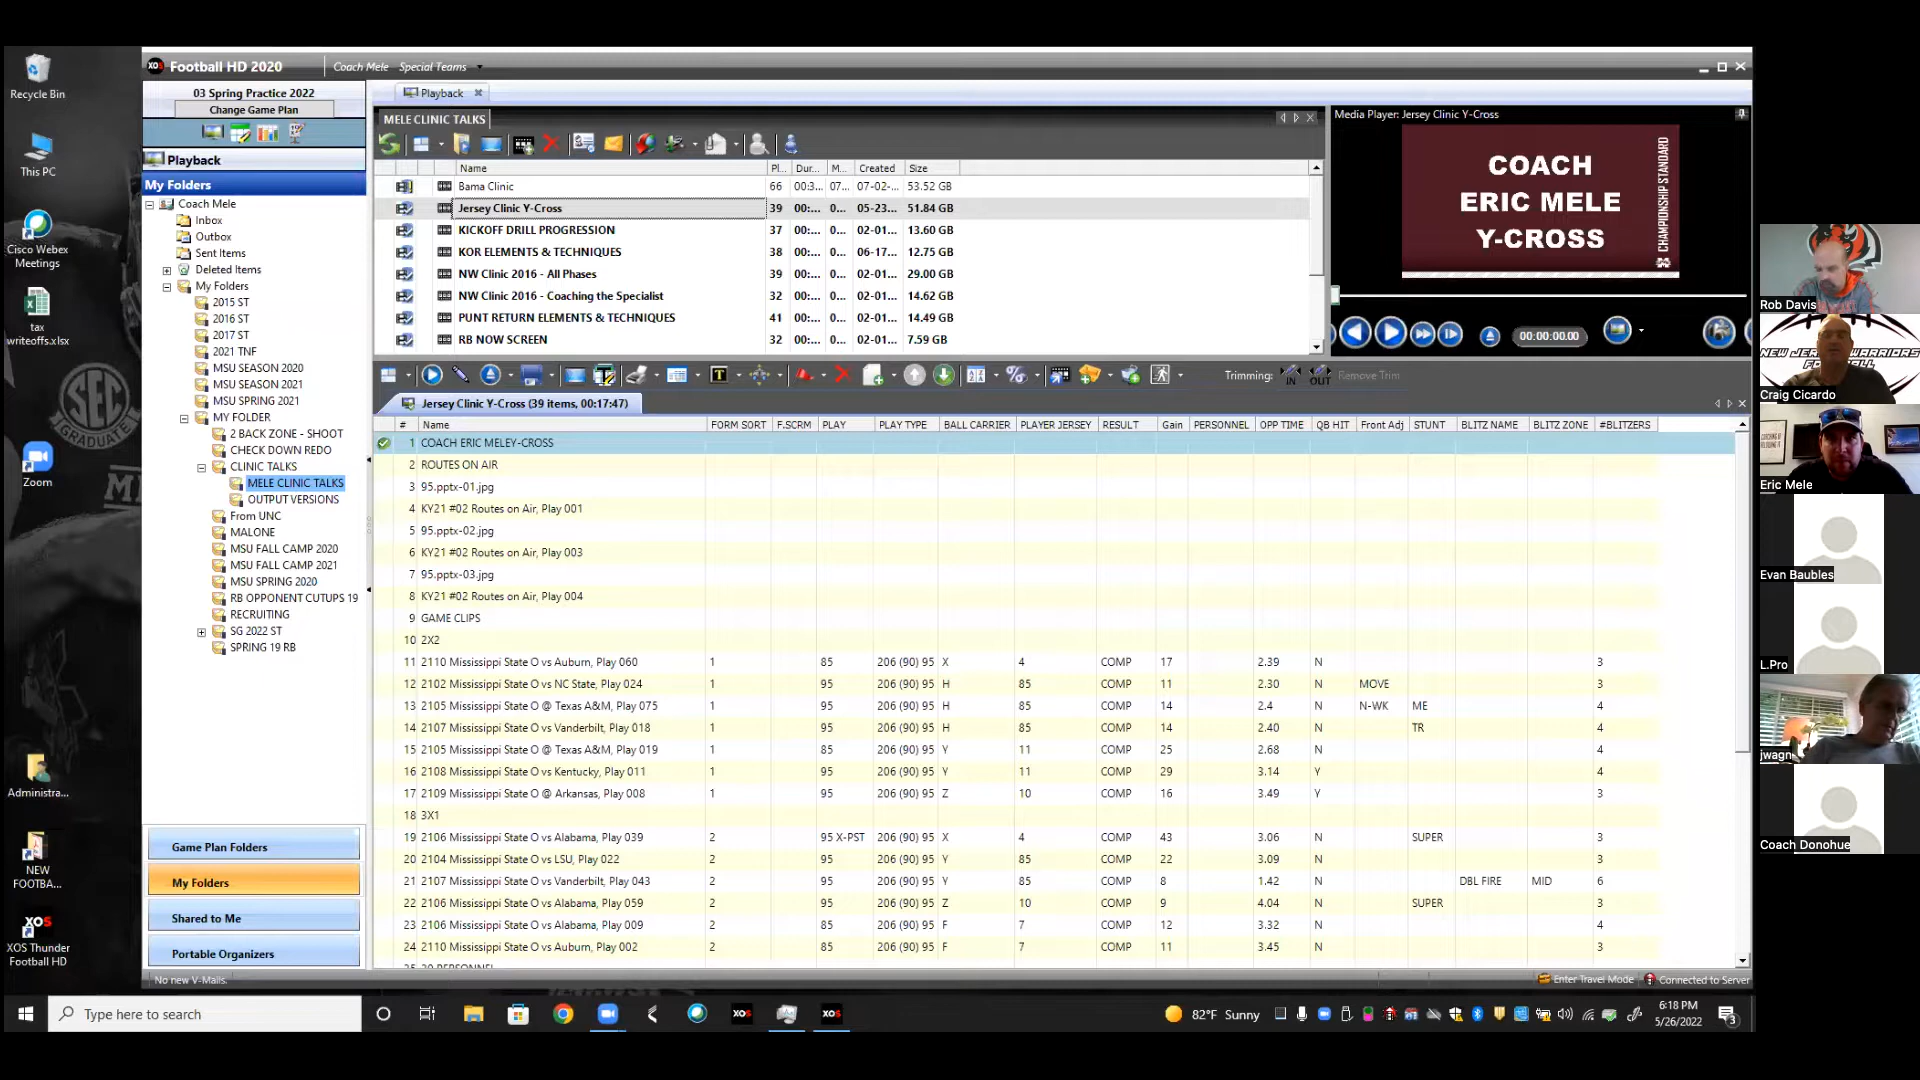 Recycle Bin
This PC
Cisco Webex
Meetings
tax
writeoffs.xlsx
SEC
GRADUATE
Zoom
Administra...
NEW
FOOTBA...
XOS
XOS Thunder
Football HD
XOS Football HD 2020
Coach Mele Special Teams
03 Spring Practice 2022
Change Game Plan
Playback
My Folders
Coach Mele
Inbox
Outbox
Sent Items
Deleted Items
My Folders
2015 ST
2016 ST
2017 ST
2021 TNF
MSU SEASON 2020
MSU SEASON 2021
MSU SPRING 2021
MY FOLDER
2 BACK ZONE - SHOOT
CHECK DOWN REDO
CLINIC TALKS
MELE CLINIC TALKS
OUTPUT VERSIONS
From UNC
MALONE
MSU FALL CAMP 2020
MSU FALL CAMP 2021
MSU SPRING 2020
RB OPPONENT CUTUPS 19
RECRUITING
SG 2022 ST
SPRING 19 RB
Game Plan Folders
My Folders
Shared to Me
Portable Organizers
No new V-Mails.
Playback
MELE CLINIC TALKS
Name Pl... Dur... M... Created Size
Bama Clinic 66 00:3... 07... 07-02-... 53.52 GB
Jersey Clinic Y-Cross 39 00:... 0... 05-23... 51.84 GB
KICKOFF DRILL PROGRESSION 37 00:... 0... 02-01... 13.60 GB
KOR ELEMENTS & TECHNIQUES 38 00:... 0... 06-17... 12.75 GB
NW Clinic 2016 - All Phases 39 00:... 0... 02-01... 29.00 GB
NW Clinic 2016 - Coaching the Specialist 32 00:... 0... 02-01... 14.62 GB
PUNT RETURN ELEMENTS & TECHNIQUES 41 00:... 0... 02-01... 14.49 GB
RB NOW SCREEN 32 00:... 0... 02-01... 7.59 GB
Media Player: Jersey Clinic Y-Cross
COACH
ERIC MELE
Y-CROSS
CHAMPIONSHIP STANDARD
00:00:00.00
Trimming: IN OUT Remove Trim
Jersey Clinic Y-Cross (39 items, 00:17:47)
# Name FORM SORT F.SCRM PLAY PLAY TYPE BALL CARRIER PLAYER JERSEY RESULT Gain PERSONNEL OPP TIME QB HIT Front Adj STUNT BLITZ NAME BLITZ ZONE #BLITZERS
1 COACH ERIC MELEY-CROSS
2 ROUTES ON AIR
3 95.pptx-01.jpg
4 KY21 #02 Routes on Air, Play 001
5 95.pptx-02.jpg
6 KY21 #02 Routes on Air, Play 003
7 95.pptx-03.jpg
8 KY21 #02 Routes on Air, Play 004
9 GAME CLIPS
10 2X2
11 2110 Mississippi State O vs Auburn, Play 060 1 85 206 (90) 95 X 4 COMP 17 2.39 N 3
12 2102 Mississippi State O vs NC State, Play 024 1 95 206 (90) 95 H 85 COMP 11 2.30 N MOVE 3
13 2105 Mississippi State O @ Texas A&M, Play 075 1 95 206 (90) 95 H 85 COMP 14 2.4 N N-WK ME 4
14 2107 Mississippi State O vs Vanderbilt, Play 018 1 95 206 (90) 95 H 85 COMP 14 2.40 N TR 4
15 2105 Mississippi State O @ Texas A&M, Play 019 1 85 206 (90) 95 Y 11 COMP 25 2.68 N 4
16 2108 Mississippi State O vs Kentucky, Play 011 1 95 206 (90) 95 Y 11 COMP 29 3.14 Y 4
17 2109 Mississippi State O @ Arkansas, Play 008 1 95 206 (90) 95 Z 10 COMP 16 3.49 Y 3
18 3X1
19 2106 Mississippi State O vs Alabama, Play 039 2 95 X-PST 206 (90) 95 X 4 COMP 43 3.06 N SUPER 3
20 2104 Mississippi State O vs LSU, Play 022 2 95 206 (90) 95 Y 85 COMP 22 3.09 N 3
21 2107 Mississippi State O vs Vanderbilt, Play 043 2 95 206 (90) 95 Y 85 COMP 8 1.42 N DBL FIRE MID 6
22 2106 Mississippi State O vs Alabama, Play 059 2 95 206 (90) 95 Z 10 COMP 9 4.04 N SUPER 3
23 2106 Mississippi State O vs Alabama, Play 009 2 85 206 (90) 95 F 7 COMP 12 3.32 N 4
24 2110 Mississippi State O vs Auburn, Play 002 2 85 206 (90) 95 F 7 COMP 11 3.45 N 3
Enter Travel Mode Connected to Server
Type here to search
XOS
XOS
82°F Sunny
6:18 PM
5/26/2022
3
Rob Davis
NEW JERSEY WARRIORS
FOOTBALL
Craig Cicardo
Eric Mele
Evan Baubles
L.Pro
jwagn
Coach Donohue